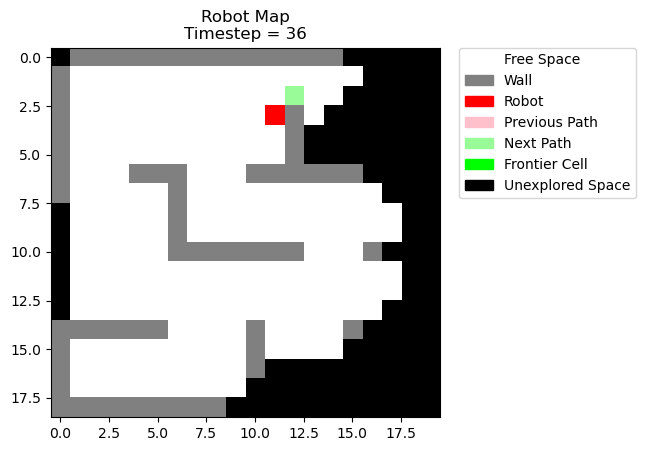 Robot Map
Timestep = 36
0.0
2.5
5.0
7.5
10.0
12.5
15.0
17.5
0.0 2.5 5.0 7.5 10.0 12.5 15.0 17.5
Free Space
Wall
Robot
Previous Path
Next Path
Frontier Cell
Unexplored Space